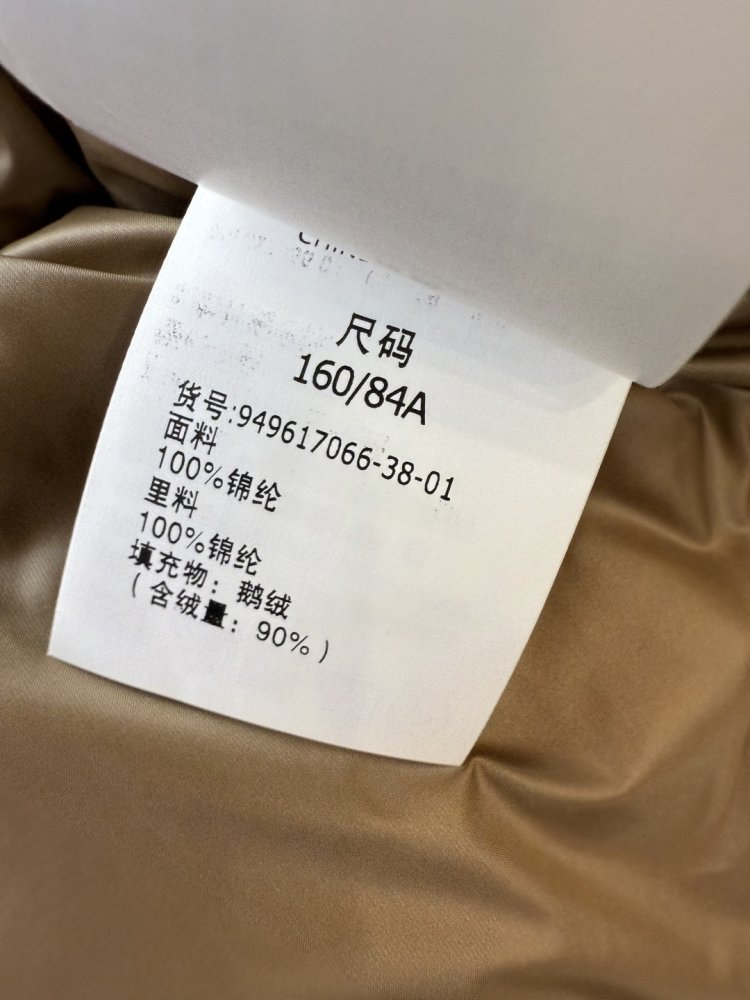 尺码
160/84A
货号:949617066-38-01
面料
100%锦纶
里料
100%锦纶
填充物：鹅绒
（含绒量：90%）